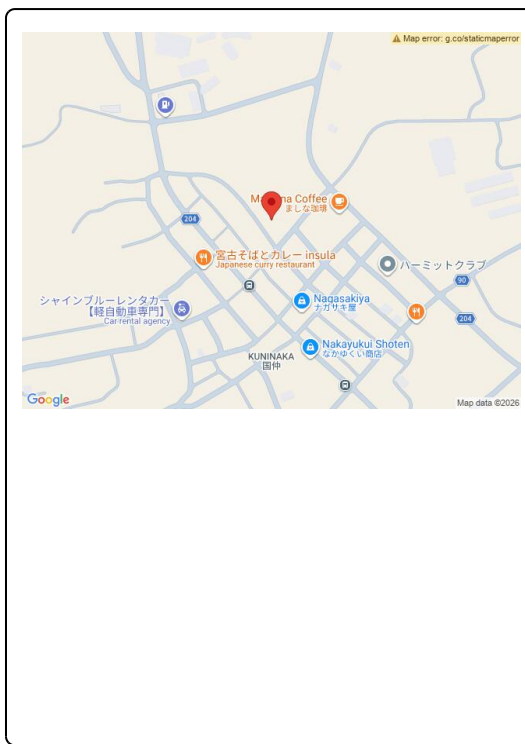 Map error: g.co/staticmaperror
Coffee
ましな珈琲
204
宮古そばとカレー insula
Japanese curry restaurant
ハーミットクラブ
90
シャインブルーレンタカー
【軽自動車専門】
Car rental agency
Nagasakiya
ナガサキ屋
204
Nakayukui Shoten
なかゆくい商店
KUNINAKA
国仲
Google
Map data ©2026